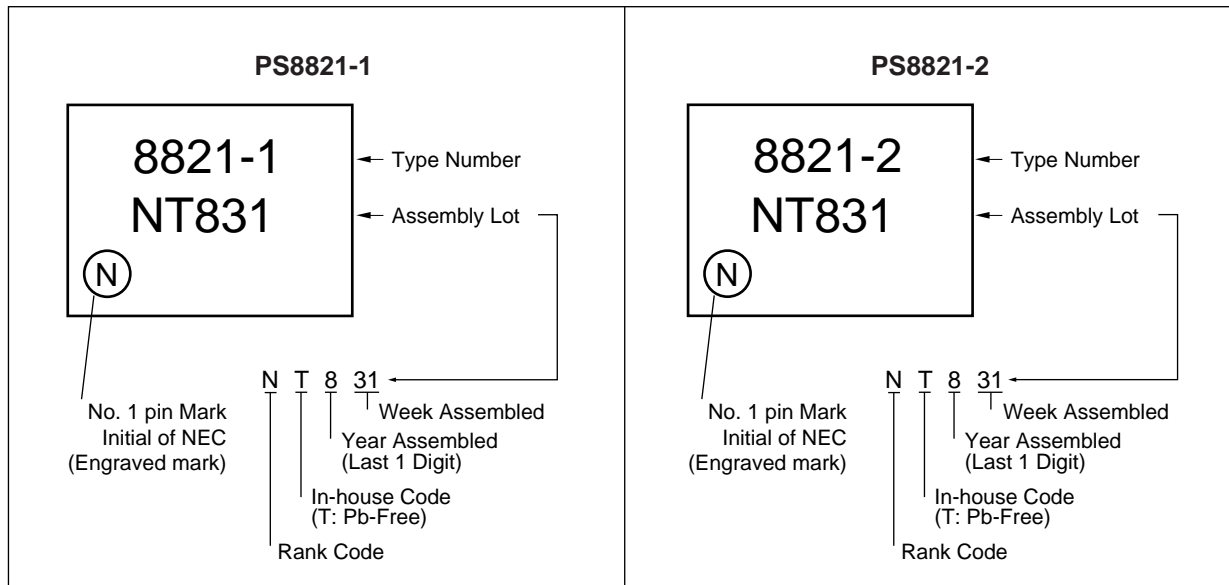 PS8821-1
8821-1
NT831
N
Type Number
Assembly Lot
N T 8 31
No. 1 pin Mark
Initial of NEC
(Engraved mark)
Week Assembled
Year Assembled
(Last 1 Digit)
In-house Code
(T: Pb-Free)
Rank Code
PS8821-2
8821-2
NT831
N
Type Number
Assembly Lot
N T 8 31
No. 1 pin Mark
Initial of NEC
(Engraved mark)
Week Assembled
Year Assembled
(Last 1 Digit)
In-house Code
(T: Pb-Free)
Rank Code